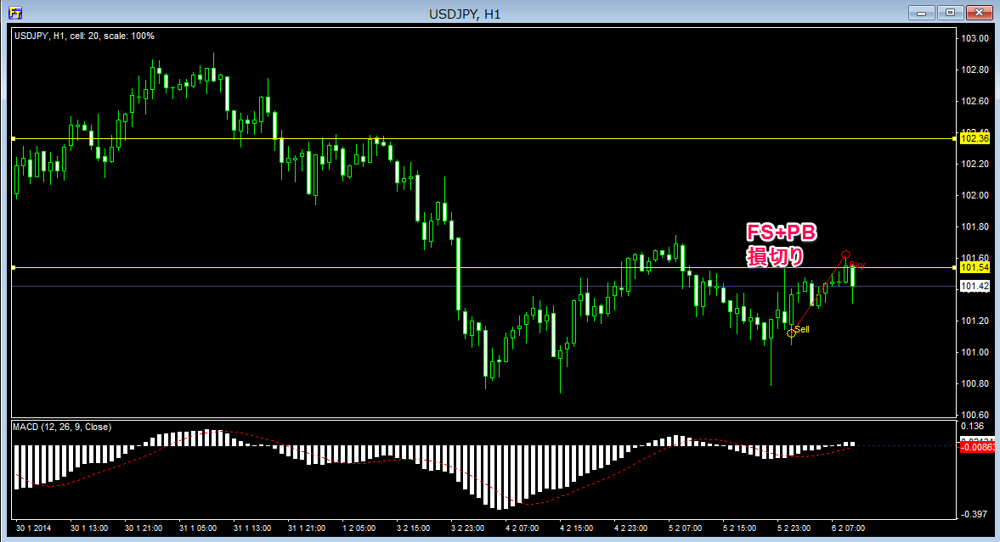 FT
USDJPY, H1
USDJPY, H1, cell: 20, scale: 100%
103.00
102.80
102.60
102.40
102.36
102.20
102.00
101.80
FS+PB
損切り
101.60
Buy
101.54
101.42
101.20
Sell
101.00
100.80
100.60
MACD (12, 26, 9, Close)
0.136
-0.00863
-0.397
30 1 2014
30 1 13:00
30 1 21:00
31 1 05:00
31 1 13:00
31 1 21:00
1 2 05:00
3 2 15:00
3 2 23:00
4 2 07:00
4 2 15:00
4 2 23:00
5 2 07:00
5 2 15:00
5 2 23:00
6 2 07:00